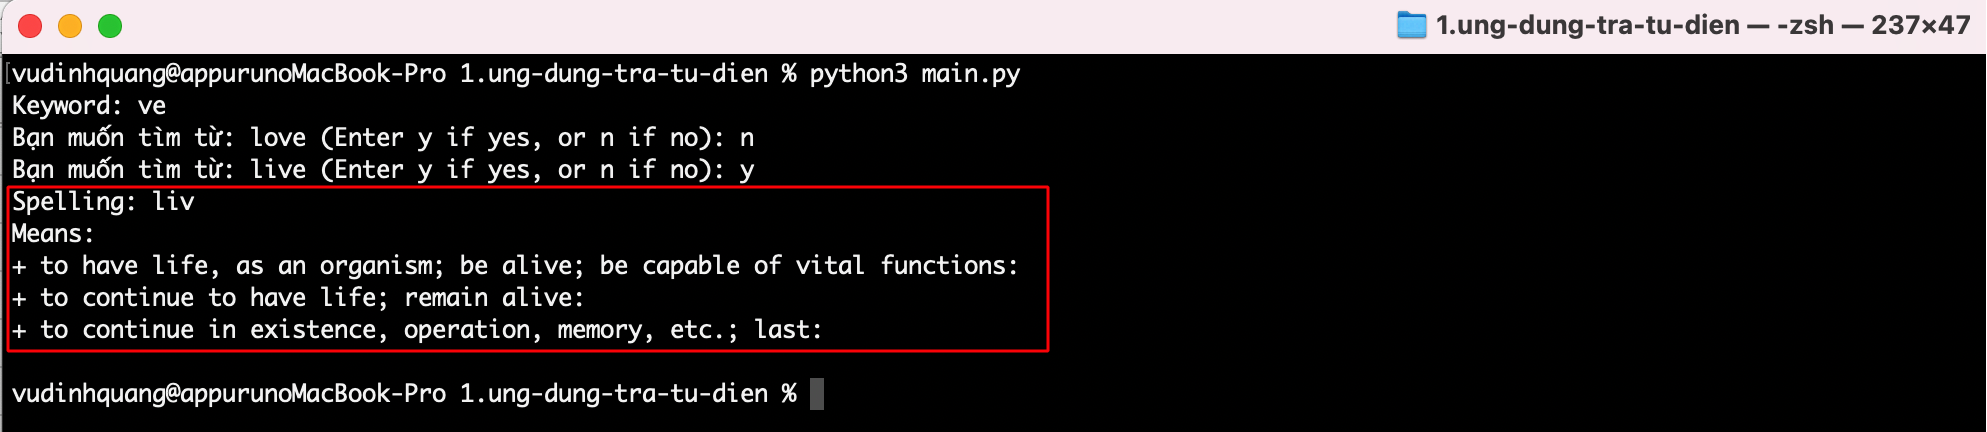 1.ung-dung-tra-tu-dien — -zsh — 237×47
vudinhquang@appurunoMacBook-Pro 1.ung-dung-tra-tu-dien % python3 main.py
Keyword: ve
Bạn muốn tìm từ: love (Enter y if yes, or n if no): n
Bạn muốn tìm từ: live (Enter y if yes, or n if no): y
Spelling: liv
Means:
+ to have life, as an organism; be alive; be capable of vital functions:
+ to continue to have life; remain alive:
+ to continue in existence, operation, memory, etc.; last:
vudinhquang@appurunoMacBook-Pro 1.ung-dung-tra-tu-dien %